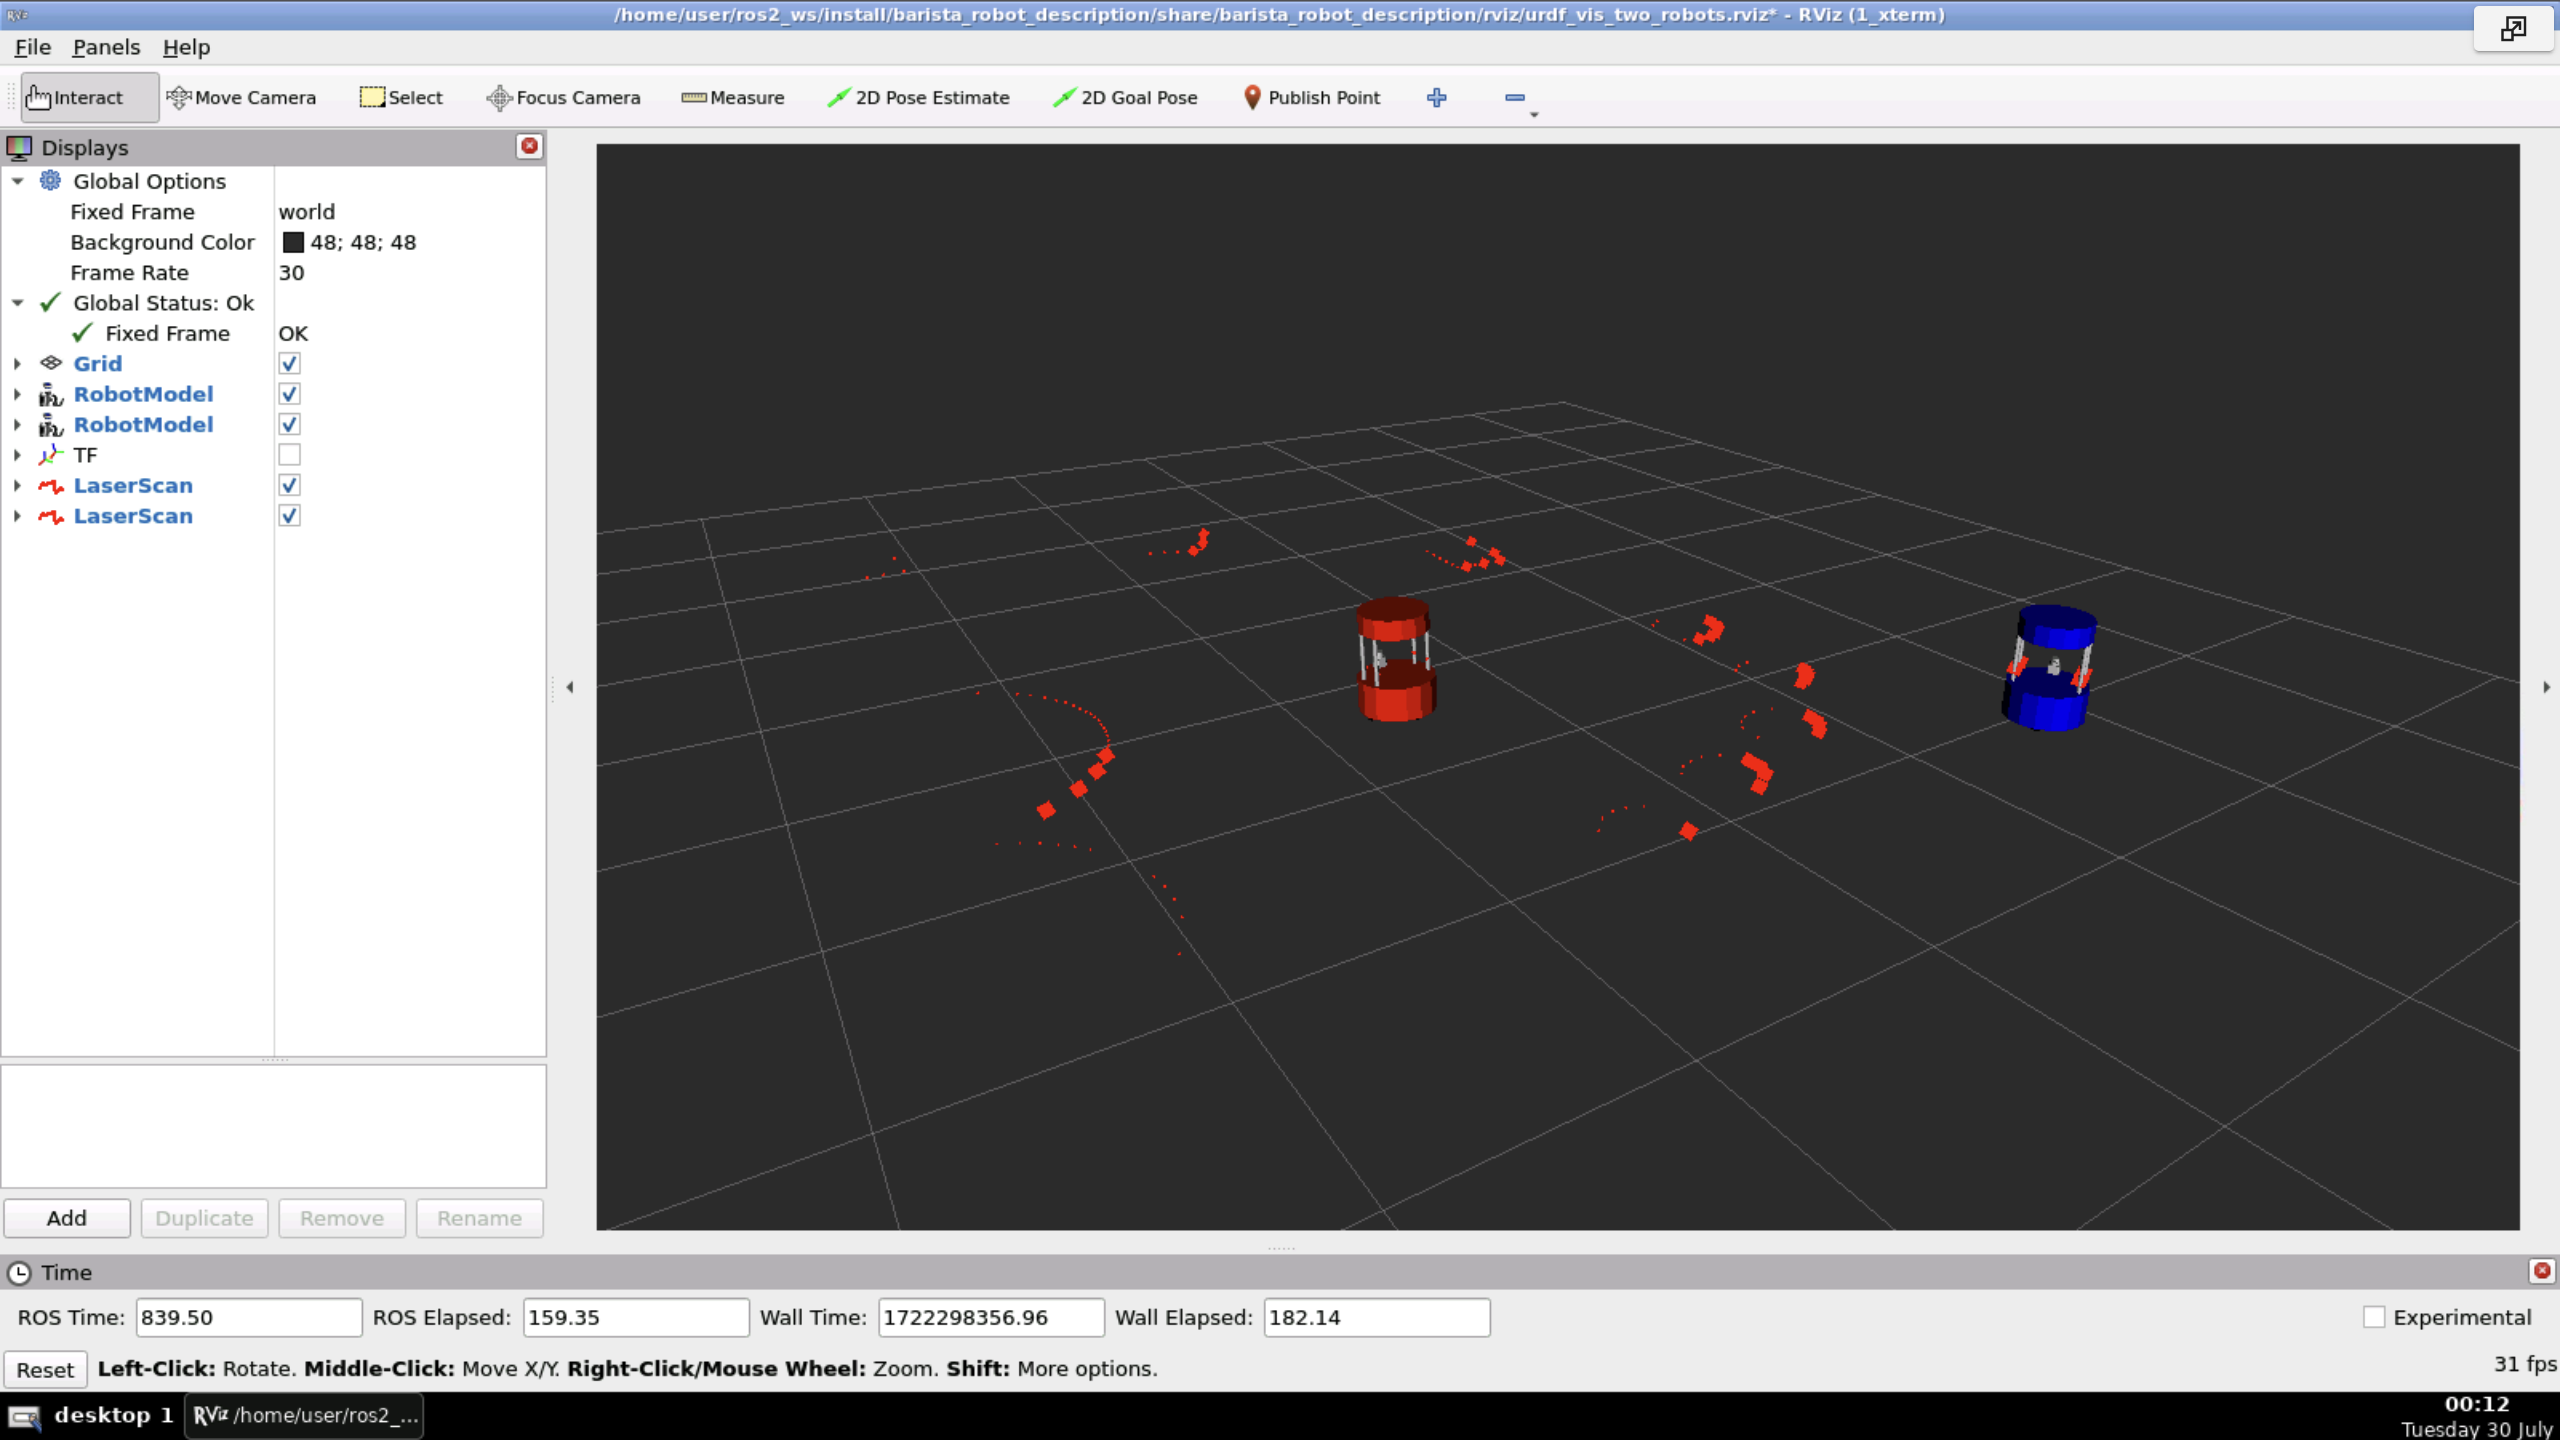 /home/user/ros2_ws/install/barista_robot_description/share/barista_robot_description/rviz/urdf_vis_two_robots.rviz* - RViz (1_xterm)
File Panels Help
Interact Move Camera Select Focus Camera Measure 2D Pose Estimate 2D Goal Pose Publish Point
Displays
Global Options
Fixed Frame world
Background Color 48; 48; 48
Frame Rate 30
Global Status: Ok
Fixed Frame OK
Grid
RobotModel
RobotModel
TF
LaserScan
LaserScan
Add Duplicate Remove Rename
Time
ROS Time: 839.50 ROS Elapsed: 159.35 Wall Time: 1722298356.96 Wall Elapsed: 182.14 Experimental
Reset Left-Click: Rotate. Middle-Click: Move X/Y. Right-Click/Mouse Wheel: Zoom. Shift: More options. 31 fps
desktop 1 RViz /home/user/ros2_... 00:12
Tuesday 30 July